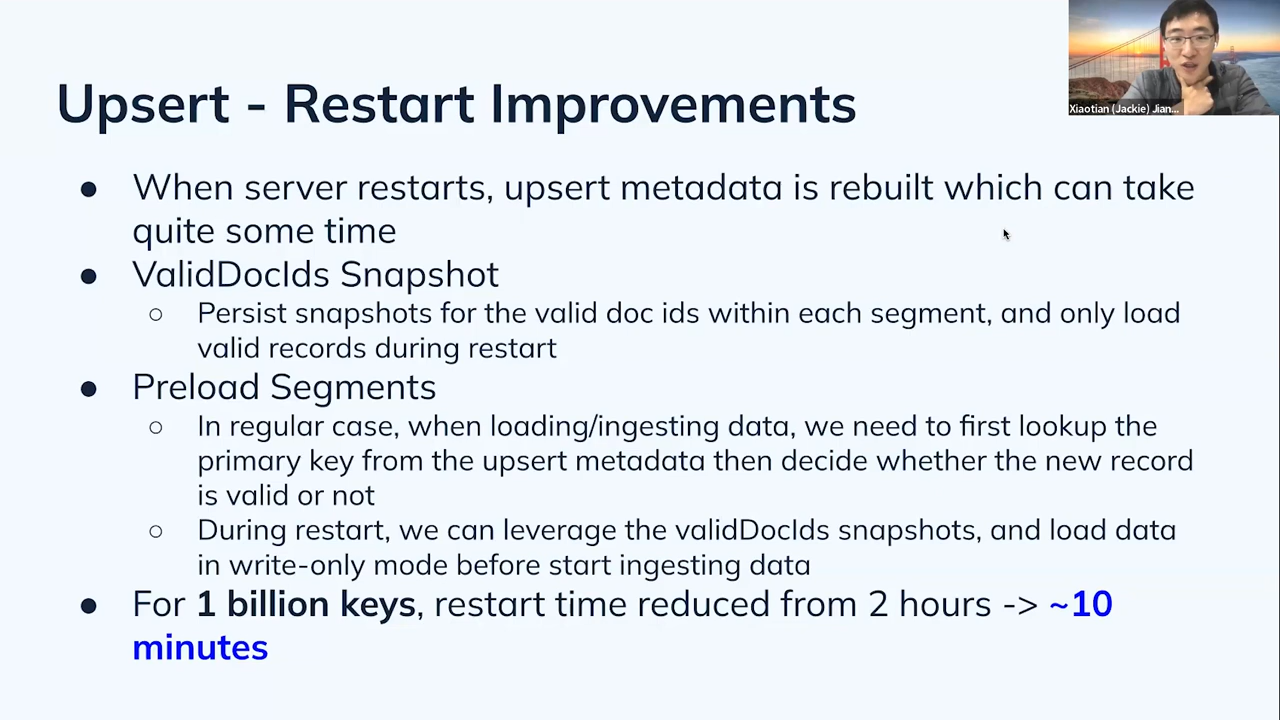 Upsert - Restart Improvements
Xiaotian (Jackie) Jian...
● When server restarts, upsert metadata is rebuilt which can take
quite some time
● ValidDocIds Snapshot
○ Persist snapshots for the valid doc ids within each segment, and only load
valid records during restart
● Preload Segments
○ In regular case, when loading/ingesting data, we need to first lookup the
primary key from the upsert metadata then decide whether the new record
is valid or not
○ During restart, we can leverage the validDocIds snapshots, and load data
in write-only mode before start ingesting data
● For 1 billion keys, restart time reduced from 2 hours -> ~10
minutes